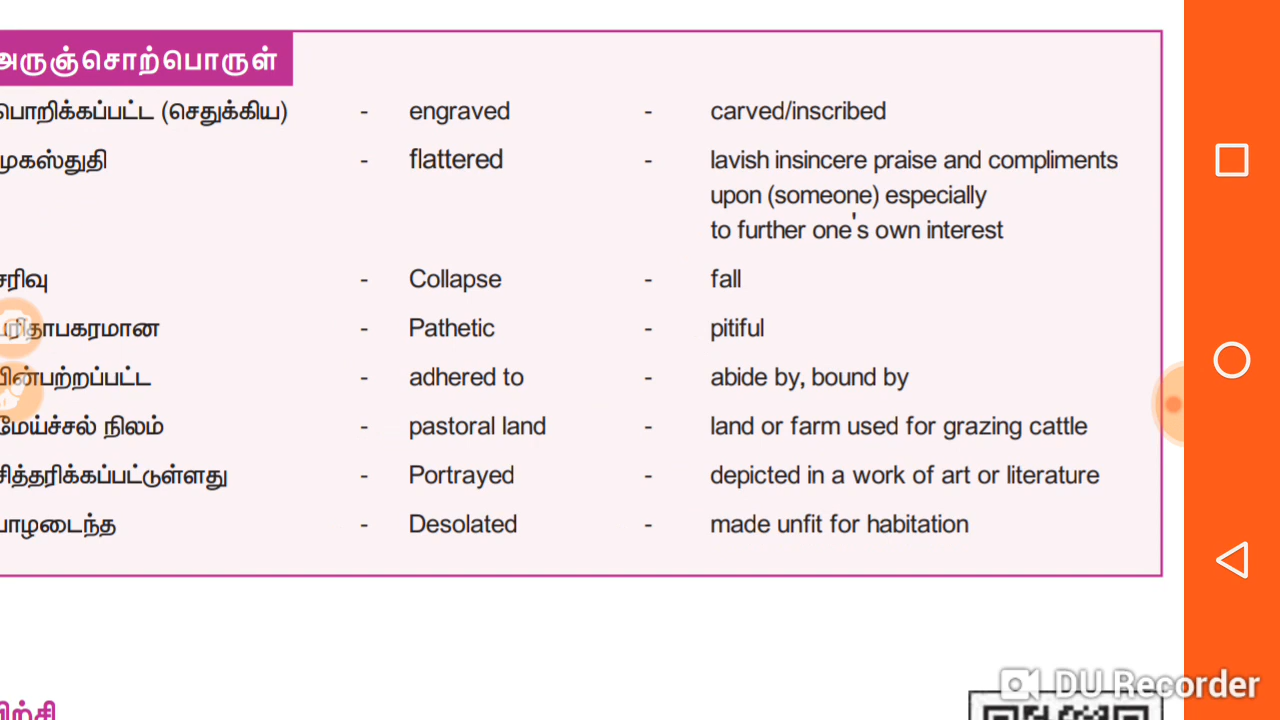 அருஞ்சொற்பொருள்
பொறிக்கப்பட்ட (செதுக்கிய) - engraved - carved/inscribed
முகஸ்துதி - flattered - lavish insincere praise and compliments
upon (someone) especially
to further one's own interest
சரிவு - Collapse - fall
பரிதாபகரமான - Pathetic - pitiful
பின்பற்றப்பட்ட - adhered to - abide by, bound by
மேய்ச்சல் நிலம் - pastoral land - land or farm used for grazing cattle
சித்தரிக்கப்பட்டுள்ளது - Portrayed - depicted in a work of art or literature
பாழடைந்த - Desolated - made unfit for habitation
DU Recorder